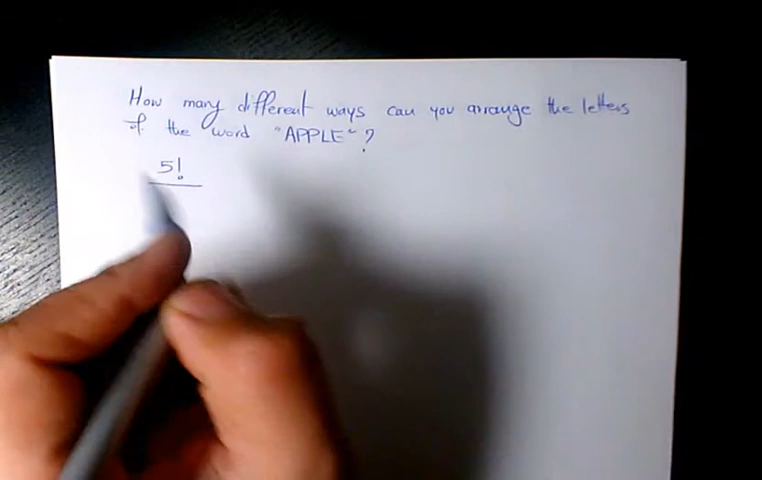 How many different ways can you arrange the letters
of the word "APPLE"?
5!